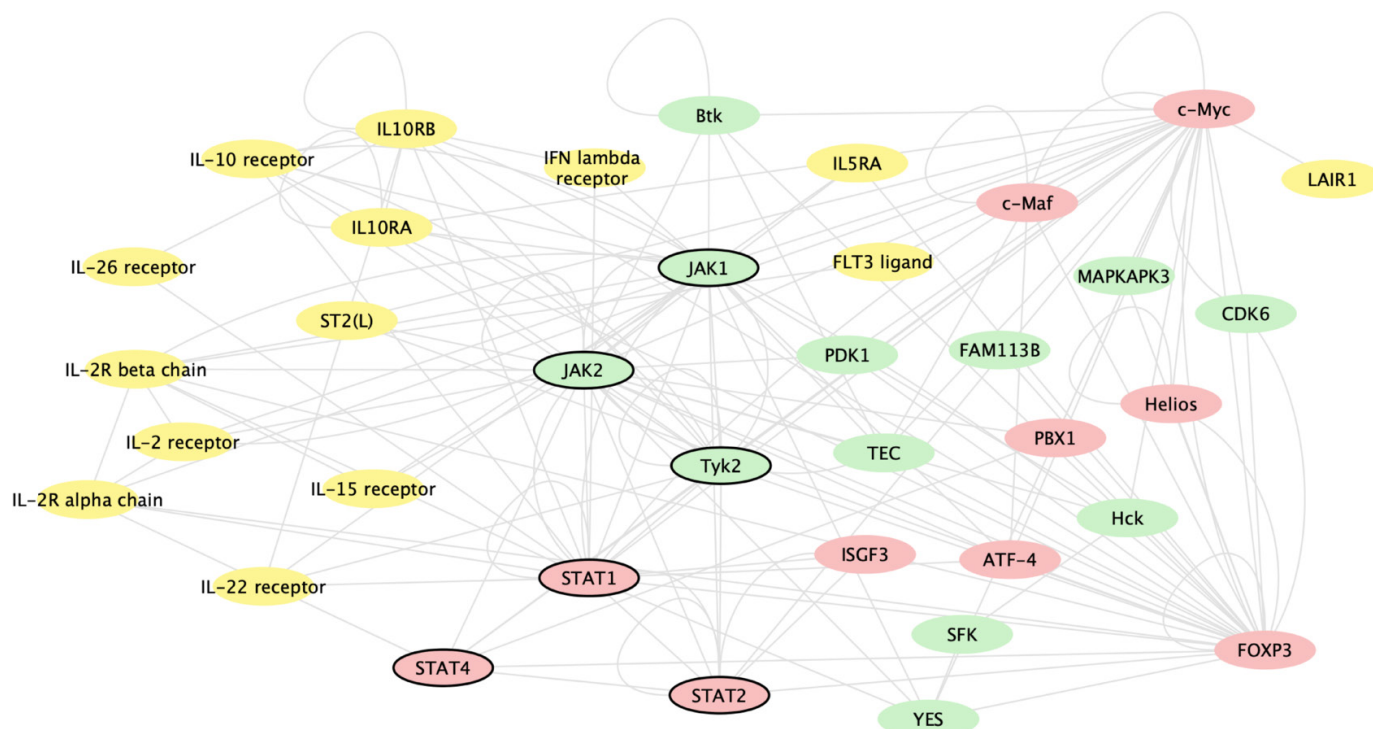 c-Myc
Btk
IL10RB
IL-10 receptor
IFN lambda
receptor
IL5RA
LAIR1
c-Maf
IL10RA
IL-26 receptor
JAK1
FLT3 ligand
MAPKAPK3
CDK6
ST2(L)
PDK1
FAM113B
IL-2R beta chain
JAK2
Helios
IL-2 receptor
PBX1
TEC
Tyk2
IL-15 receptor
IL-2R alpha chain
Hck
ISGF3
ATF-4
STAT1
IL-22 receptor
SFK
FOXP3
STAT4
STAT2
YES